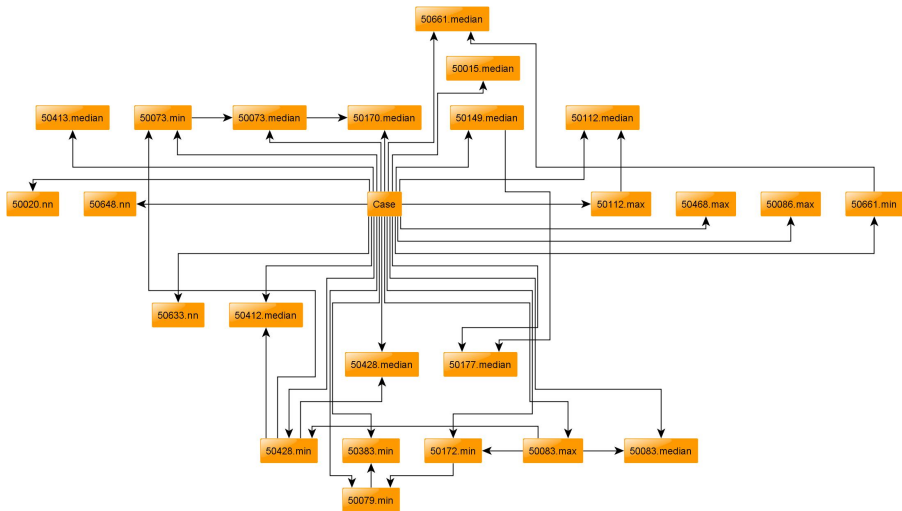 50661.median
50015.median
50413.median
50073.min
50073.median
50170.median
50149.median
50112.median
50020.nn
50648.nn
Case
50112.max
50468.max
50086.max
50661.min
50633.nn
50412.median
50428.median
50177.median
50428.min
50383.min
50172.min
50083.max
50083.median
50079.min